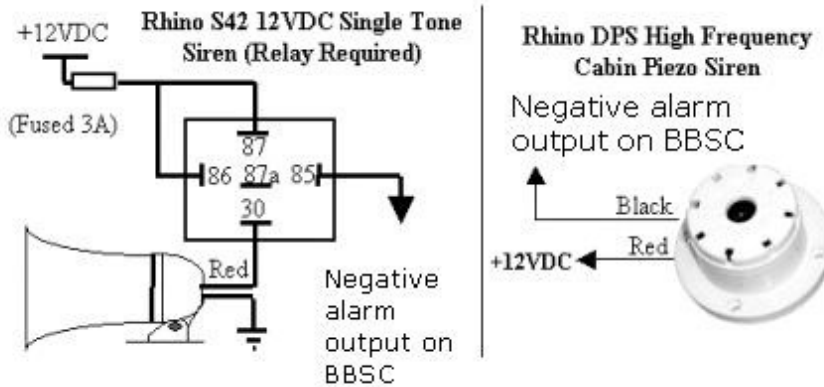 Rhino S42 12VDC Single Tone
Siren (Relay Required)
+12VDC
(Fused 3A)
87
86 87a 85
30
Red
Negative
alarm
output on
BBSC
Rhino DPS High Frequency
Cabin Piezo Siren
Negative alarm
output on BBSC
Black
Red
+12VDC